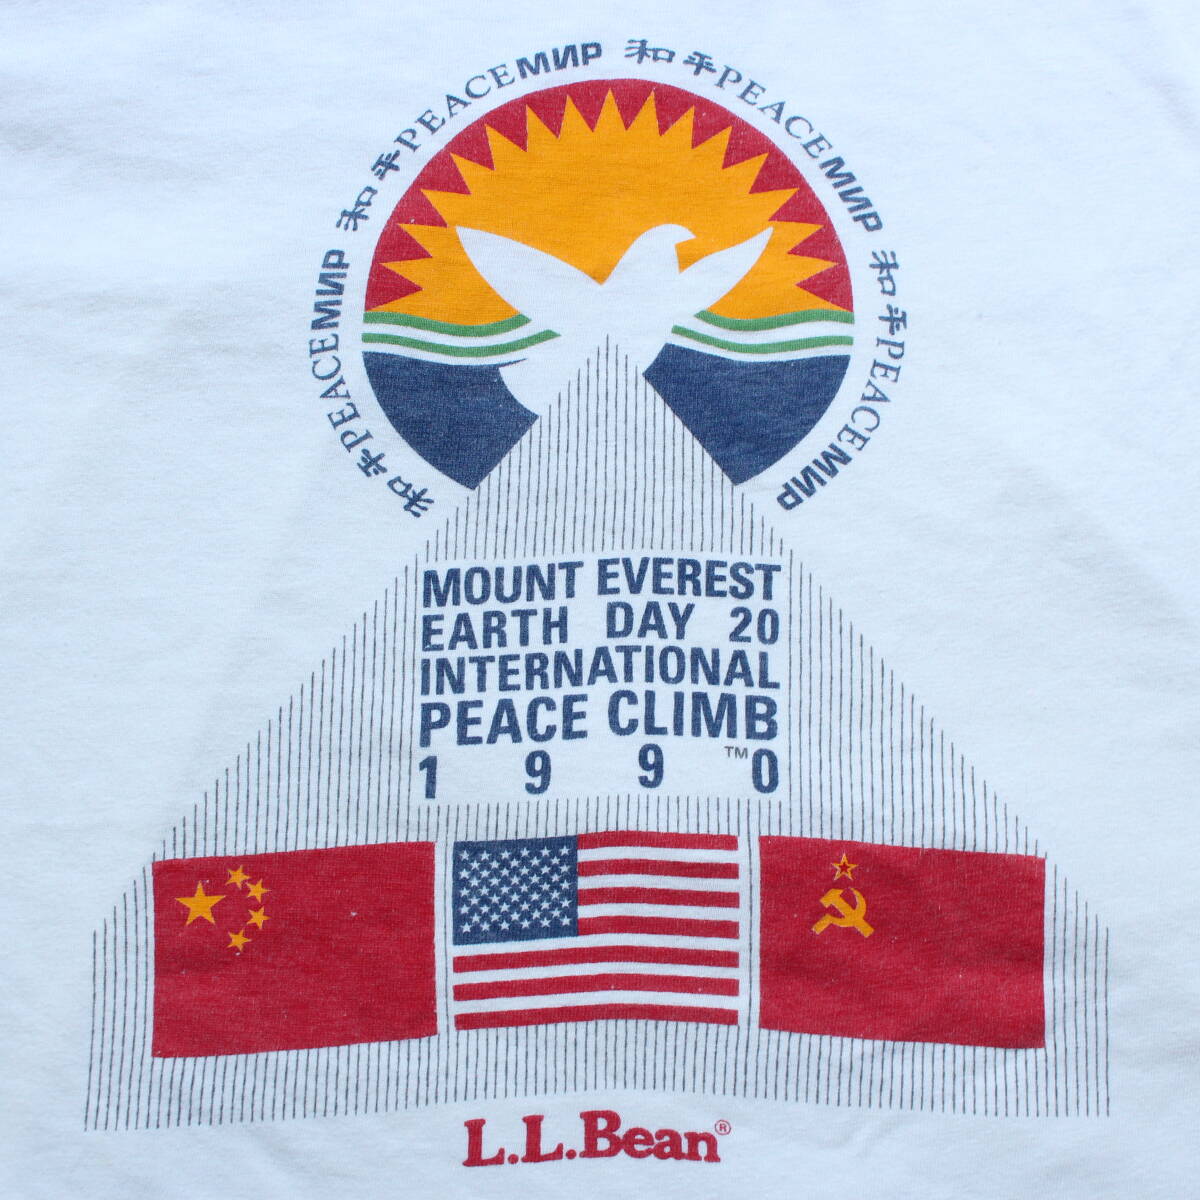 和平PEACEМИР 和平PEACEМИР 和平PEACEМИР 和平PEACEМИР
MOUNT EVEREST
EARTH DAY 20
INTERNATIONAL
PEACE CLIMB
1990™
L.L.Bean®